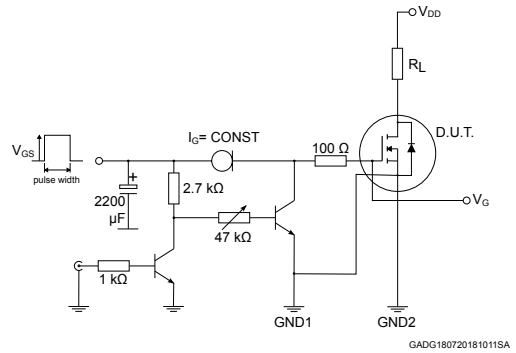 VDD
RL
IG= CONST
100 Ω
D.U.T.
VGS
pulse width
+
2200
μF
2.7 kΩ
47 kΩ
VG
1 kΩ
GND1
GND2
GADG180720181011SA